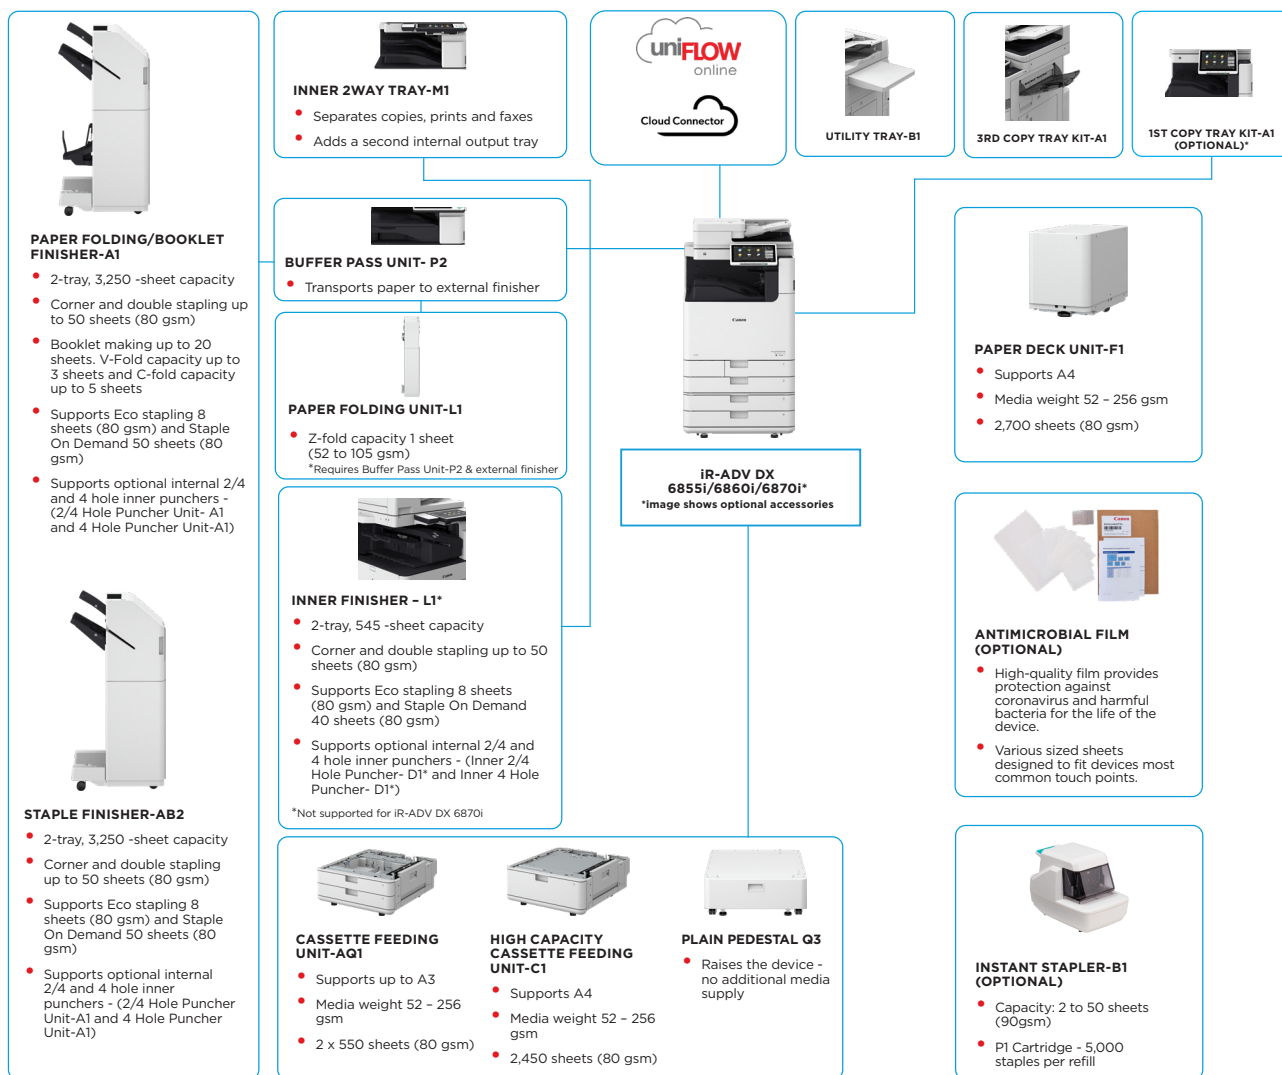 PAPER FOLDING/BOOKLET
FINISHER-A1
• 2-tray, 3,250 -sheet capacity
• Corner and double stapling up
to 50 sheets (80 gsm)
• Booklet making up to 20
sheets. V-Fold capacity up to
3 sheets and C-fold capacity
up to 5 sheets
• Supports Eco stapling 8
sheets (80 gsm) and Staple
On Demand 50 sheets (80
gsm)
• Supports optional internal 2/4
and 4 hole inner punchers -
(2/4 Hole Puncher Unit- A1
and 4 Hole Puncher Unit-A1)
STAPLE FINISHER-AB2
• 2-tray, 3,250 -sheet capacity
• Corner and double stapling
up to 50 sheets (80 gsm)
• Supports Eco stapling 8
sheets (80 gsm) and Staple
On Demand 50 sheets (80
gsm)
• Supports optional internal
2/4 and 4 hole inner
punchers - (2/4 Hole Puncher
Unit-A1 and 4 Hole Puncher
Unit-A1)
INNER 2WAY TRAY-M1
• Separates copies, prints and faxes
• Adds a second internal output tray
BUFFER PASS UNIT- P2
• Transports paper to external finisher
PAPER FOLDING UNIT-L1
• Z-fold capacity 1 sheet
(52 to 105 gsm)
*Requires Buffer Pass Unit-P2 & external finisher
INNER FINISHER – L1*
• 2-tray, 545 -sheet capacity
• Corner and double stapling up to 50
sheets (80 gsm)
• Supports Eco stapling 8 sheets
(80 gsm) and Staple On Demand
40 sheets (80 gsm)
• Supports optional internal 2/4 and
4 hole inner punchers - (Inner 2/4
Hole Puncher- D1* and Inner 4 Hole
Puncher- D1*)
*Not supported for iR-ADV DX 6870i
CASSETTE FEEDING
UNIT-AQ1
• Supports up to A3
• Media weight 52 – 256
gsm
• 2 x 550 sheets (80 gsm)
HIGH CAPACITY
CASSETTE FEEDING
UNIT-C1
• Supports A4
• Media weight 52 – 256
gsm
• 2,450 sheets (80 gsm)
PLAIN PEDESTAL Q3
• Raises the device -
no additional media
supply
uniFLOW
online
Cloud Connector
Canon
iR-ADV DX
6855i/6860i/6870i*
*image shows optional accessories
UTILITY TRAY-B1
3RD COPY TRAY KIT-A1
1ST COPY TRAY KIT-A1
(OPTIONAL)*
PAPER DECK UNIT-F1
• Supports A4
• Media weight 52 – 256 gsm
• 2,700 sheets (80 gsm)
Canon
ANTIMICROBIAL FILM
(OPTIONAL)
• High-quality film provides
protection against
coronavirus and harmful
bacteria for the life of the
device.
• Various sized sheets
designed to fit devices most
common touch points.
INSTANT STAPLER-B1
(OPTIONAL)
• Capacity: 2 to 50 sheets
(90gsm)
• P1 Cartridge - 5,000
staples per refill